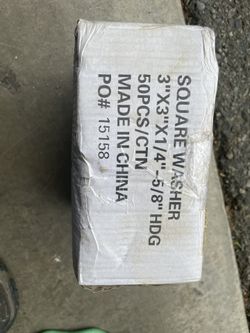 SQUARE WASHER
3"X3"X1/4"-5/8" HDG
50PCS/CTN
MADE IN CHINA
PO# 15158